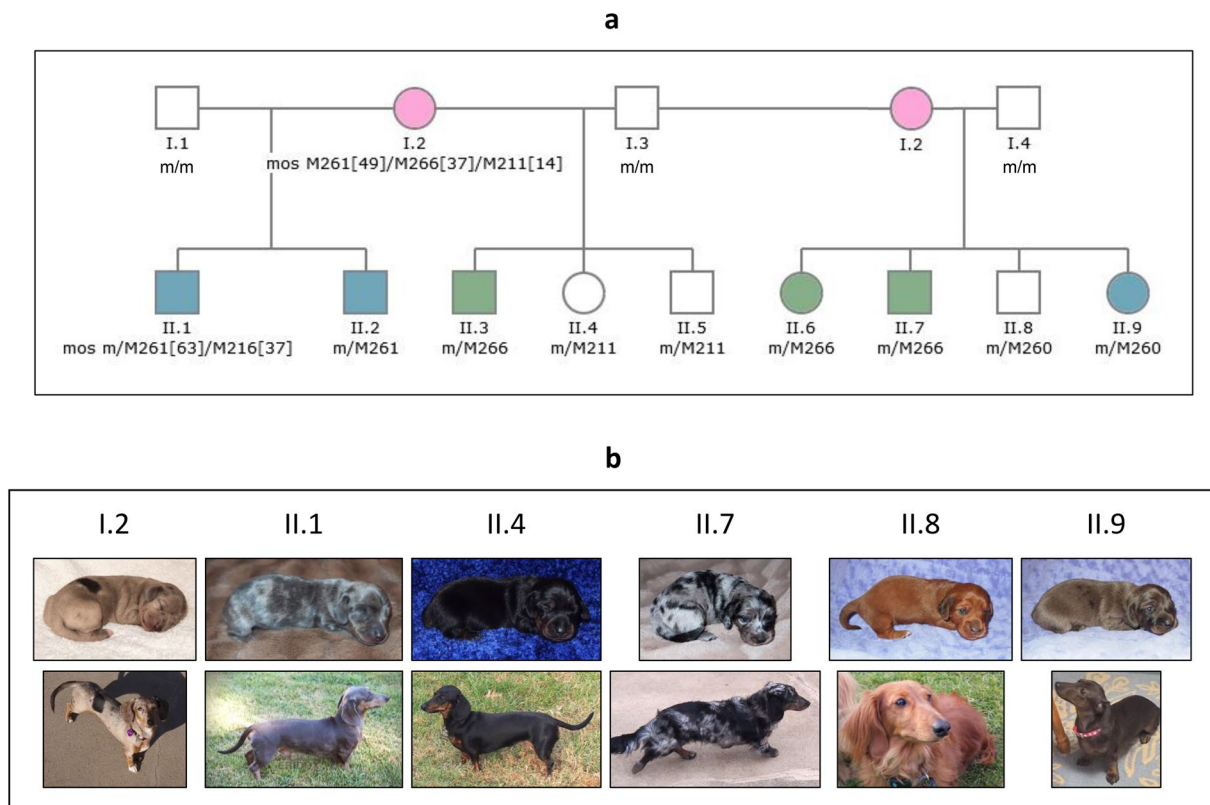 a
I.1
m/m
I.2
mos M261[49]/M266[37]/M211[14]
I.3
m/m
I.2
I.4
m/m
II.1
mos m/M261[63]/M216[37]
II.2
m/M261
II.3
m/M266
II.4
m/M211
II.5
m/M211
II.6
m/M266
II.7
m/M266
II.8
m/M260
II.9
m/M260
b
I.2
II.1
II.4
II.7
II.8
II.9